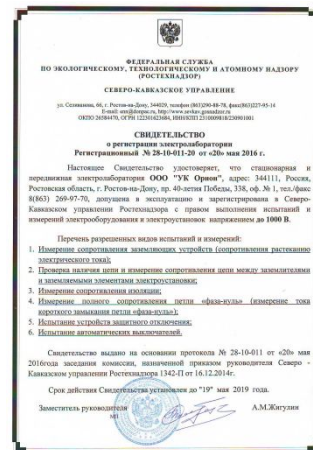 ФЕДЕРАЛЬНАЯ СЛУЖБА
ПО ЭКОЛОГИЧЕСКОМУ, ТЕХНОЛОГИЧЕСКОМУ И АТОМНОМУ НАДЗОРУ
(РОСТЕХНАДЗОР)
СЕВЕРО-КАВКАЗСКОЕ УПРАВЛЕНИЕ
СВИДЕТЕЛЬСТВО
о регистрации электролаборатории
Регистрационный № 28-10-011-20 от «20» мая 2016 г.
Настоящее Свидетельство удостоверяет, что стационарная и
передвижная электролаборатория ООО "УК Орион", адрес: 344111, Россия,
Ростовская область, г. Ростов-на-Дону, пр. 40-летия Победы, 338, оф. № 1, тел./факс
8(863) 269-97-70, допущена в эксплуатацию и зарегистрирована в Северо-
Кавказском управлении Ростехнадзора с правом выполнения испытаний и
измерений электрооборудования и электроустановок напряжением до 1000 В.
Перечень разрешенных видов испытаний и измерений:
1. Измерение сопротивления заземляющих устройств (сопротивления растеканию
электрического тока);
2. Проверка наличия цепи и измерение сопротивления цепи между заземлителями
и заземляемыми элементами электроустановки;
3. Измерение сопротивления изоляции;
4. Измерение полного сопротивления петли «фаза-нуль» (измерение тока
короткого замыкания петли «фаза-нуль»);
5. Испытание устройств защитного отключения;
6. Испытание автоматических выключателей.
Свидетельство выдано на основании протокола № 28-10-011 от «20» мая
2016года заседания комиссии, назначенной приказом руководителя Северо -
Кавказского управления Ростехнадзора 1342-П от 16.12.2014г.
Срок действия Свидетельства установлен до "19" мая 2019 года.
Заместитель руководителя А.М.Жигулин